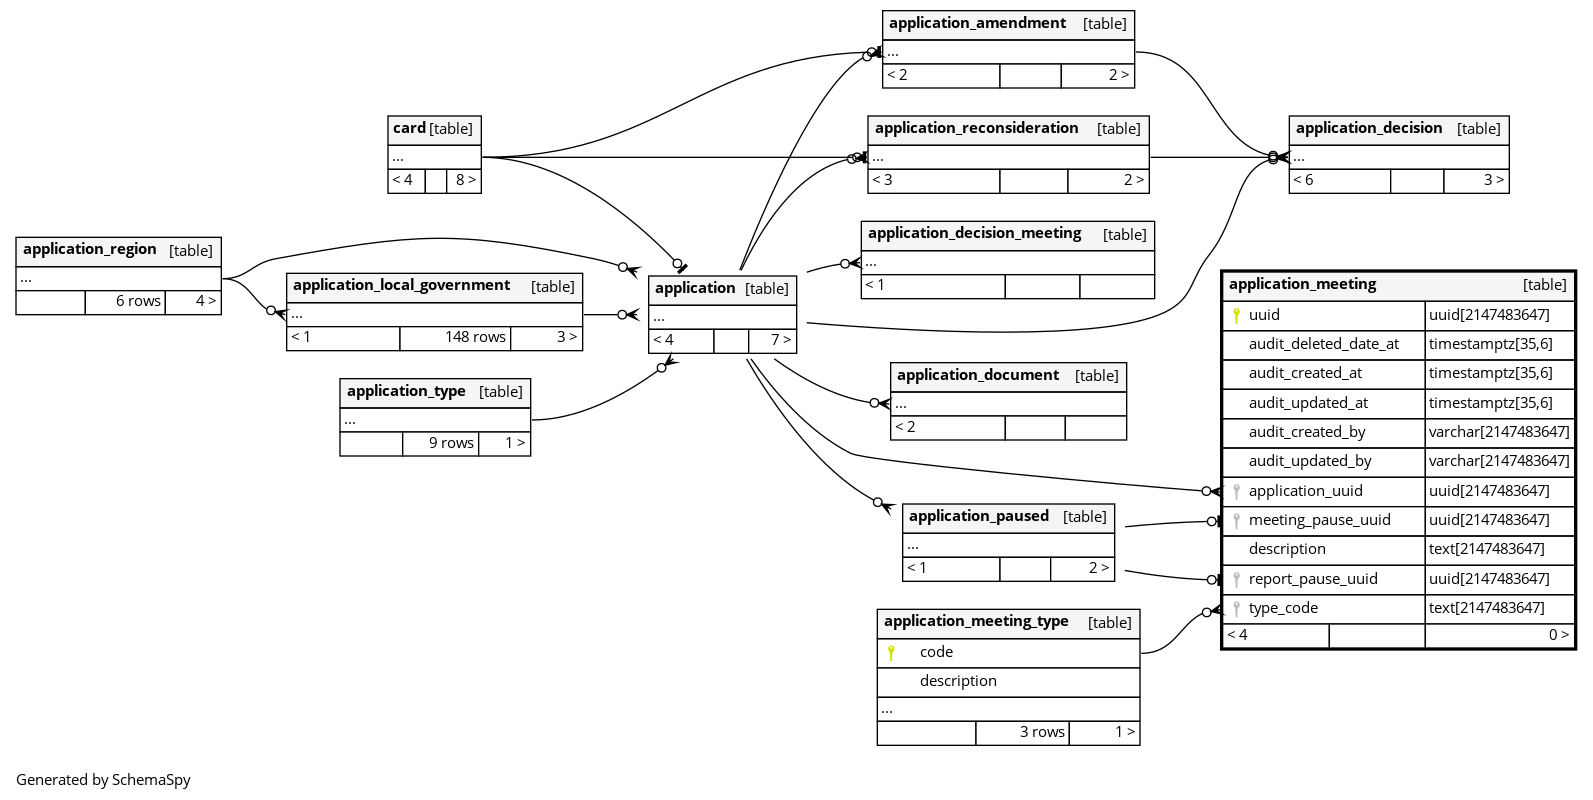 application_amendment [table]
...
< 2 2 >
card [table]
...
< 4 8 >
application_reconsideration [table]
...
< 3 2 >
application_decision [table]
...
< 6 3 >
application_region [table]
...
6 rows 4 >
application_local_government [table]
...
< 1 148 rows 3 >
application_type [table]
...
9 rows 1 >
application [table]
...
< 4 7 >
application_decision_meeting [table]
...
< 1
application_document [table]
...
< 2
application_paused [table]
...
< 1 2 >
application_meeting_type [table]
code
description
...
3 rows 1 >
application_meeting [table]
uuid uuid[2147483647]
audit_deleted_date_at timestamptz[35,6]
audit_created_at timestamptz[35,6]
audit_updated_at timestamptz[35,6]
audit_created_by varchar[2147483647]
audit_updated_by varchar[2147483647]
application_uuid uuid[2147483647]
meeting_pause_uuid uuid[2147483647]
description text[2147483647]
report_pause_uuid uuid[2147483647]
type_code text[2147483647]
< 4 0 >
Generated by SchemaSpy